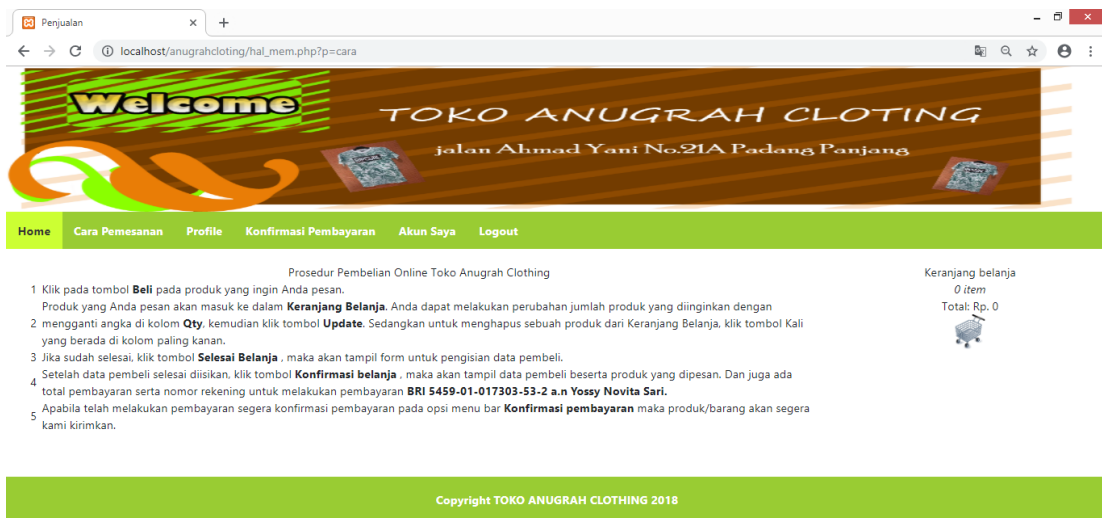 Penjualan
localhost/anugrahcloting/hal_mem.php?p=cara
Welcome
TOKO ANUGRAH CLOTING
jalan Ahmad Yani No.21A Padang Panjang
Home Cara Pemesanan Profile Konfirmasi Pembayaran Akun Saya Logout
Prosedur Pembelian Online Toko Anugrah Clothing
1 Klik pada tombol Beli pada produk yang ingin Anda pesan.
Produk yang Anda pesan akan masuk ke dalam Keranjang Belanja. Anda dapat melakukan perubahan jumlah produk yang diinginkan dengan
2 mengganti angka di kolom Qty, kemudian klik tombol Update. Sedangkan untuk menghapus sebuah produk dari Keranjang Belanja, klik tombol Kali
yang berada di kolom paling kanan.
3 Jika sudah selesai, klik tombol Selesai Belanja , maka akan tampil form untuk pengisian data pembeli.
4 Setelah data pembeli selesai diisikan, klik tombol Konfirmasi belanja , maka akan tampil data pembeli beserta produk yang dipesan. Dan juga ada
total pembayaran serta nomor rekening untuk melakukan pembayaran BRI 5459-01-017303-53-2 a.n Yossy Novita Sari.
5 Apabila telah melakukan pembayaran segera konfirmasi pembayaran pada opsi menu bar Konfirmasi pembayaran maka produk/barang akan segera
kami kirimkan.
Keranjang belanja
0 item
Total: Rp. 0
Copyright TOKO ANUGRAH CLOTHING 2018